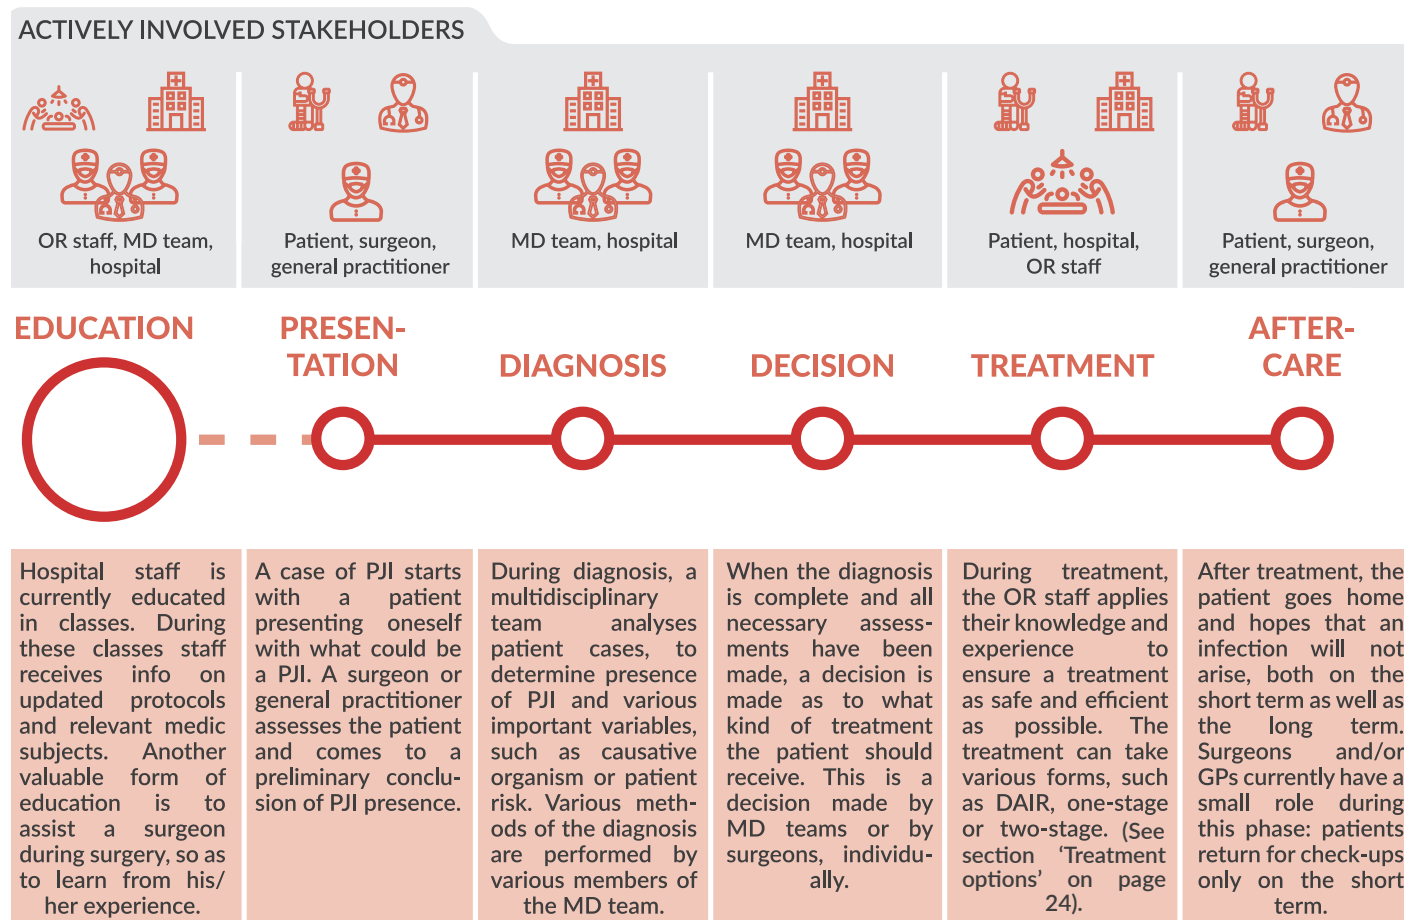 ACTIVELY INVOLVED STAKEHOLDERS
OR staff, MD team,
hospital
Patient, surgeon,
general practitioner
MD team, hospital
MD team, hospital
Patient, hospital,
OR staff
Patient, surgeon,
general practitioner
EDUCATION
PRESEN-
TATION
DIAGNOSIS
DECISION
TREATMENT
AFTER-
CARE
Hospital staff is
currently educated
in classes. During
these classes staff
receives info on
updated protocols
and relevant medic
subjects. Another
valuable form of
education is to
assist a surgeon
during surgery, so as
to learn from his/
her experience.
A case of PJI starts
with a patient
presenting oneself
with what could be
a PJI. A surgeon or
general practitioner
assesses the patient
and comes to a
preliminary conclu-
sion of PJI presence.
During diagnosis, a
multidisciplinary
team analyses
patient cases, to
determine presence
of PJI and various
important variables,
such as causative
organism or patient
risk. Various meth-
ods of the diagnosis
are performed by
various members of
the MD team.
When the diagnosis
is complete and all
necessary assess-
ments have been
made, a decision is
made as to what
kind of treatment
the patient should
receive. This is a
decision made by
MD teams or by
surgeons, individu-
ally.
During treatment,
the OR staff applies
their knowledge and
experience to
ensure a treatment
as safe and efficient
as possible. The
treatment can take
various forms, such
as DAIR, one-stage
or two-stage. (See
section ‘Treatment
options’ on page
24).
After treatment, the
patient goes home
and hopes that an
infection will not
arise, both on the
short term as well as
the long term.
Surgeons and/or
GPs currently have a
small role during
this phase: patients
return for check-ups
only on the short
term.